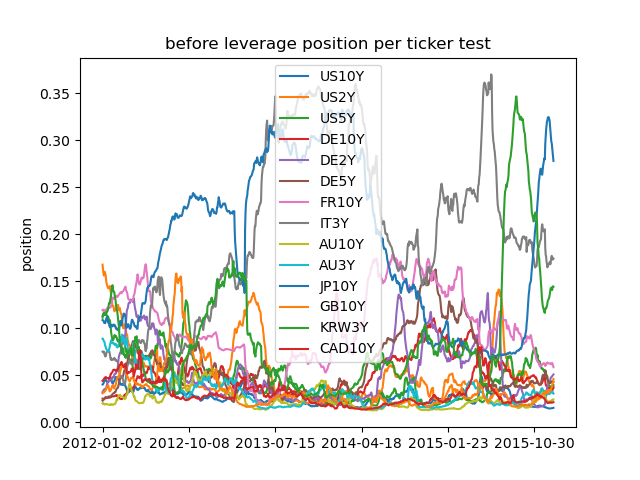 before leverage position per ticker test
position
0.35
0.30
0.25
0.20
0.15
0.10
0.05
0.00
US10Y
US2Y
US5Y
DE10Y
DE2Y
DE5Y
FR10Y
IT3Y
AU10Y
AU3Y
JP10Y
GB10Y
KRW3Y
CAD10Y
2012-01-02 2012-10-08 2013-07-15 2014-04-18 2015-01-23 2015-10-30